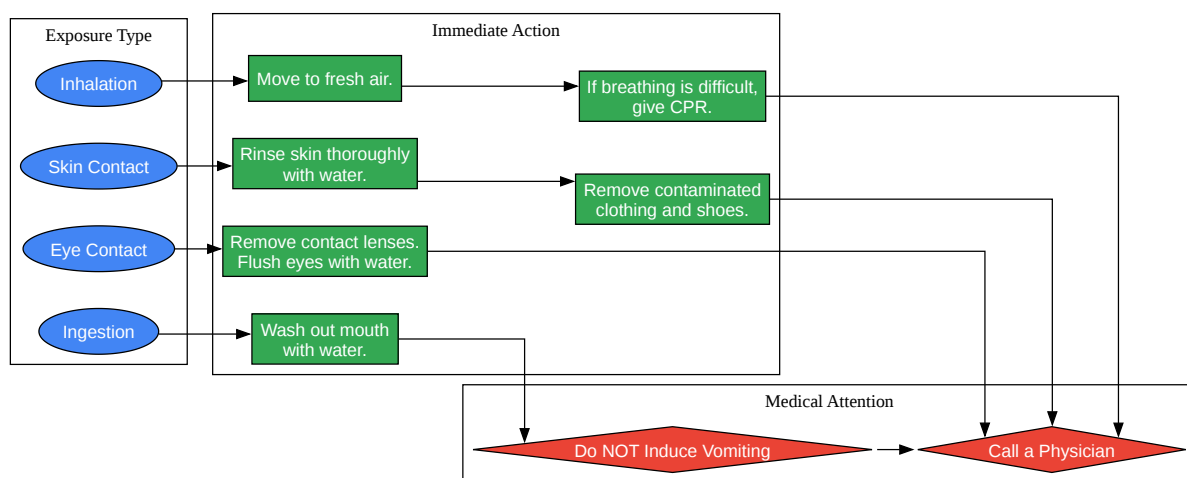 Exposure Type
Immediate Action
Inhalation
Move to fresh air.
If breathing is difficult,
give CPR.
Skin Contact
Rinse skin thoroughly
with water.
Remove contaminated
clothing and shoes.
Eye Contact
Remove contact lenses.
Flush eyes with water.
Ingestion
Wash out mouth
with water.
Medical Attention
Do NOT Induce Vomiting
Call a Physician